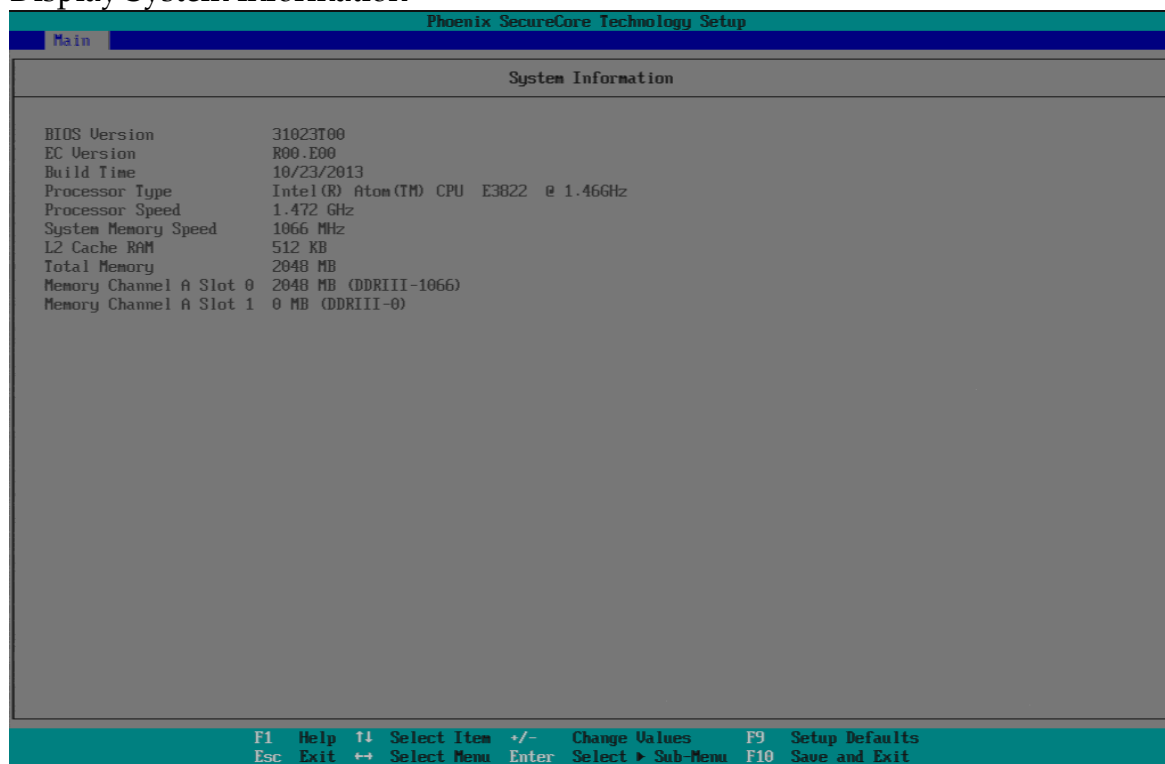 Display System Information
Phoenix SecureCore Technology Setup
Main
System Information
BIOS Version 31023T00
EC Version R00.E00
Build Time 10/23/2013
Processor Type Intel(R) Atom(TM) CPU E3822 @ 1.46GHz
Processor Speed 1.472 GHz
System Memory Speed 1066 MHz
L2 Cache RAM 512 KB
Total Memory 2048 MB
Memory Channel A Slot 0 2048 MB (DDRIII-1066)
Memory Channel A Slot 1 0 MB (DDRIII-0)
F1 Help ↑↓ Select Item +/- Change Values F9 Setup Defaults
Esc Exit ↔ Select Menu Enter Select ▶ Sub-Menu F10 Save and Exit